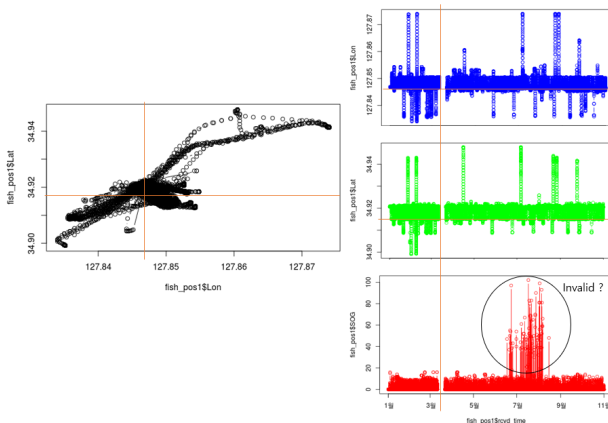 fish_pos1$Lat
34.90
34.92
34.94
127.84
127.85
127.86
127.87
fish_pos1$Lon
fish_pos1$Lon
127.84
127.85
127.86
127.87
fish_pos1$Lat
34.90
34.92
34.94
fish_pos1$SOG
0
20
40
60
80
100
Invalid ?
1월
3월
5월
7월
9월
11월
fish_pos1$rcvd_time